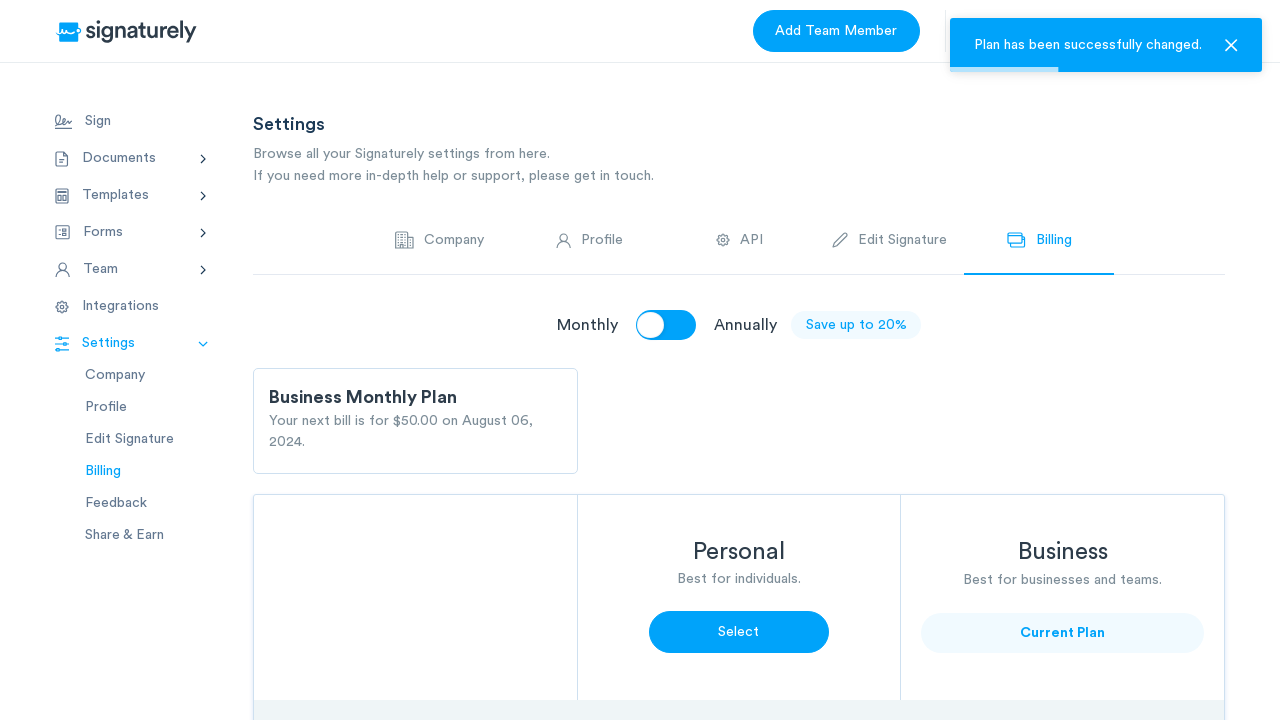 signaturely
Add Team Member
Plan has been successfully changed.
Sign
Documents
Templates
Forms
Team
Integrations
Settings
Company
Profile
Edit Signature
Billing
Feedback
Share & Earn
Settings
Browse all your Signaturely settings from here.
If you need more in-depth help or support, please get in touch.
Company
Profile
API
Edit Signature
Billing
Monthly
Annually
Save up to 20%
Business Monthly Plan
Your next bill is for $50.00 on August 06,
2024.
Personal
Best for individuals.
Select
Business
Best for businesses and teams.
Current Plan